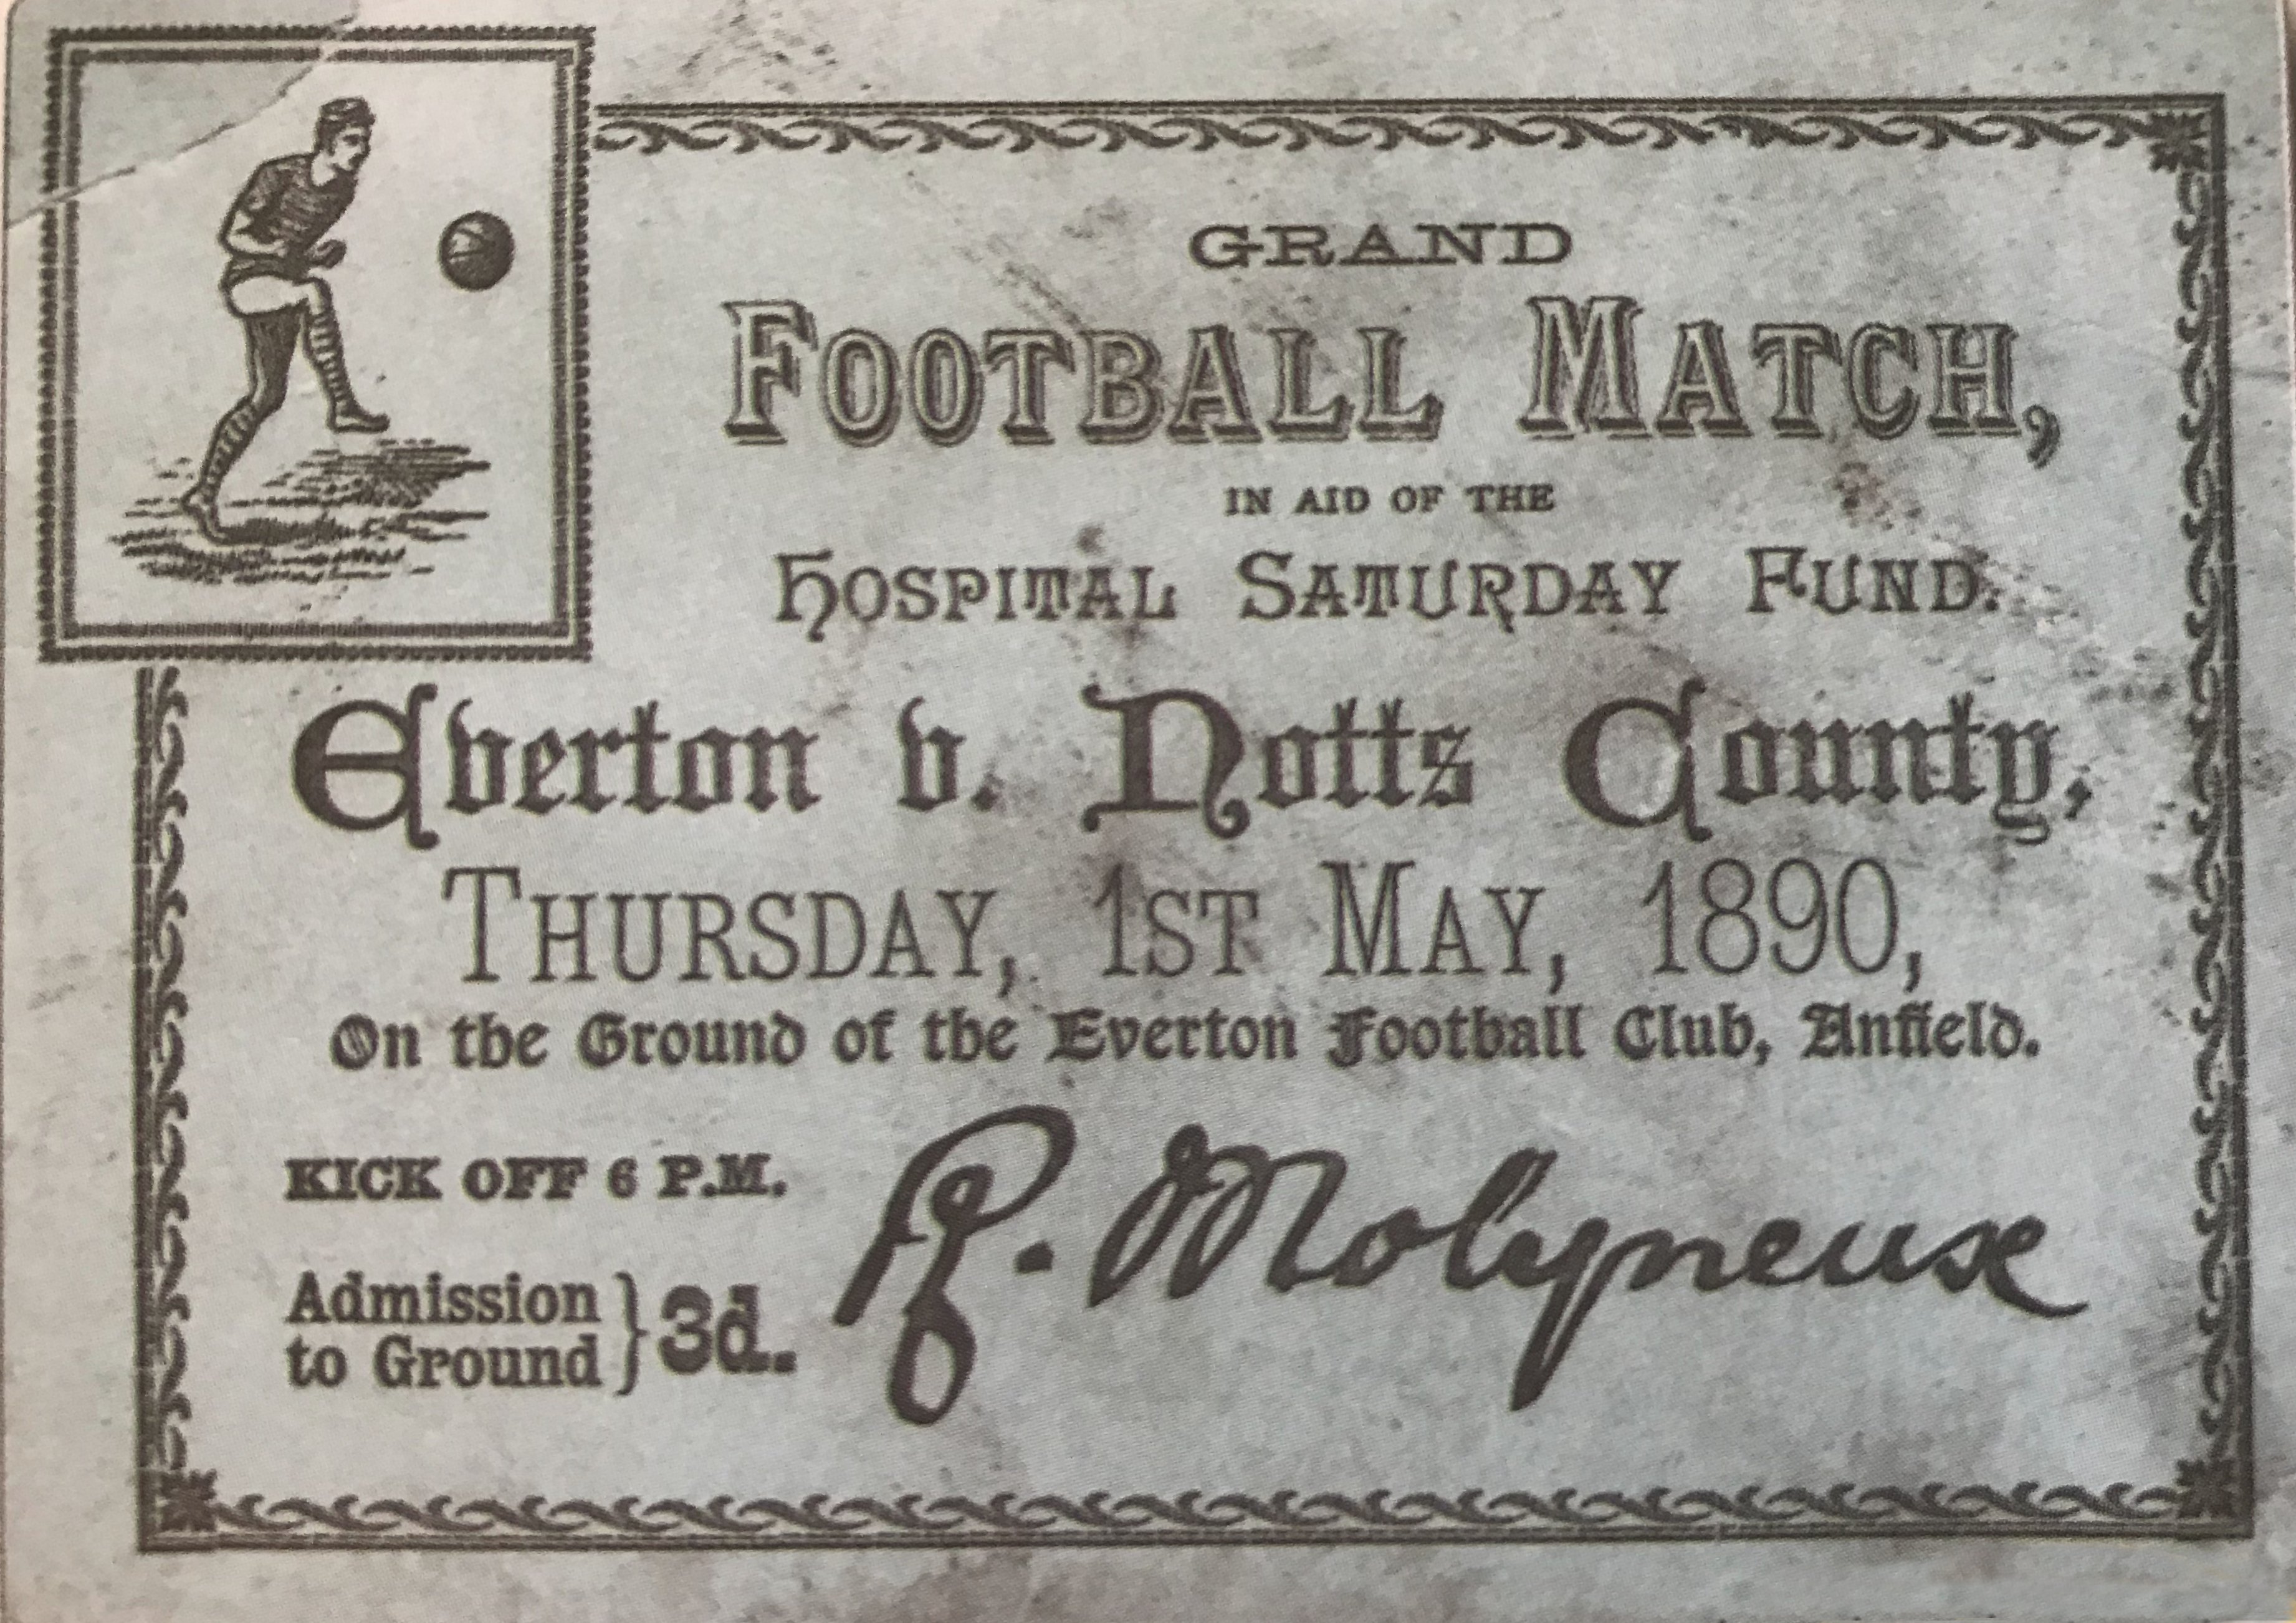 GRAND
FOOTBALL MATCH,
IN AID OF THE
HOSPITAL SATURDAY FUND.
Everton v. Notts County,
THURSDAY, 1ST MAY, 1890,
On the Ground of the Everton Football Club, Anfield.
KICK OFF 6 P.M.
Admission
to Ground } 3d.
R. Molyneux